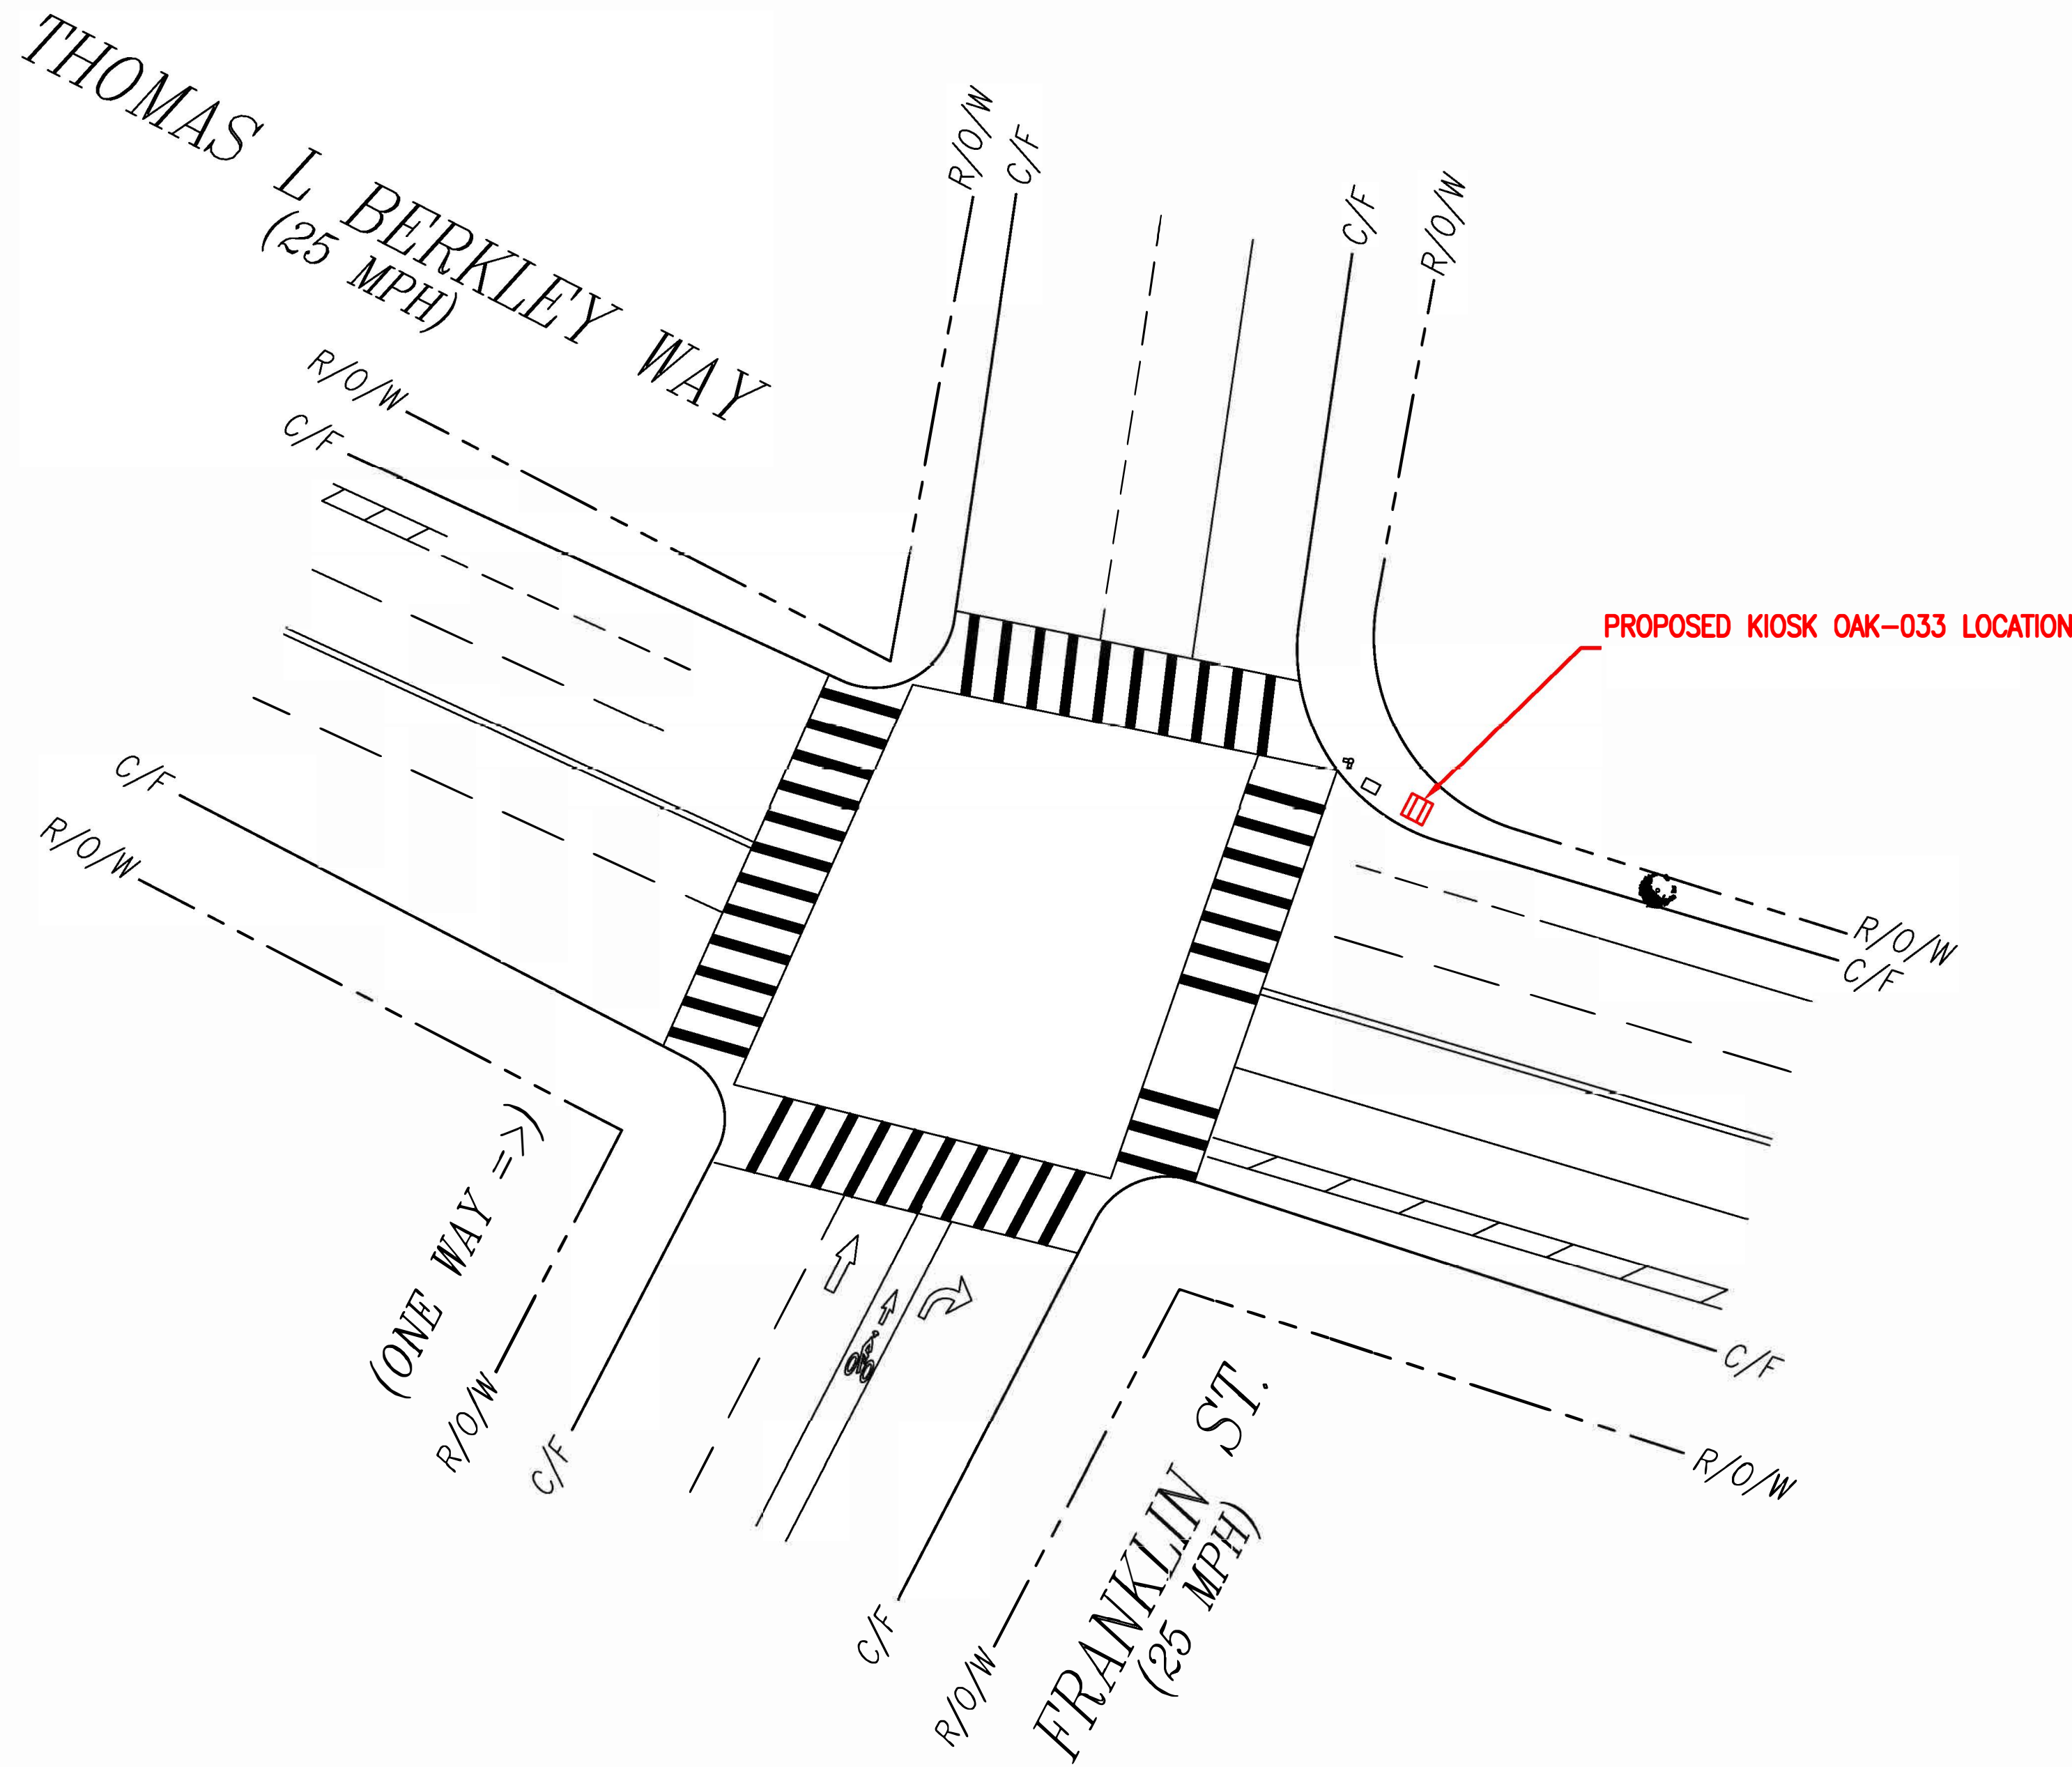 THOMAS L BERKLEY WAY
(25 MPH)
R/O/W
C/F
C/F
R/O/W
R/O/W
C/F
PROPOSED KIOSK OAK-033 LOCATION
C/F
R/O/W
R/O/W
C/F
(ONE WAY =>)
R/O/W
C/F
C/F
R/O/W
FRANKLIN ST.
(25 MPH)
C/F
R/O/W